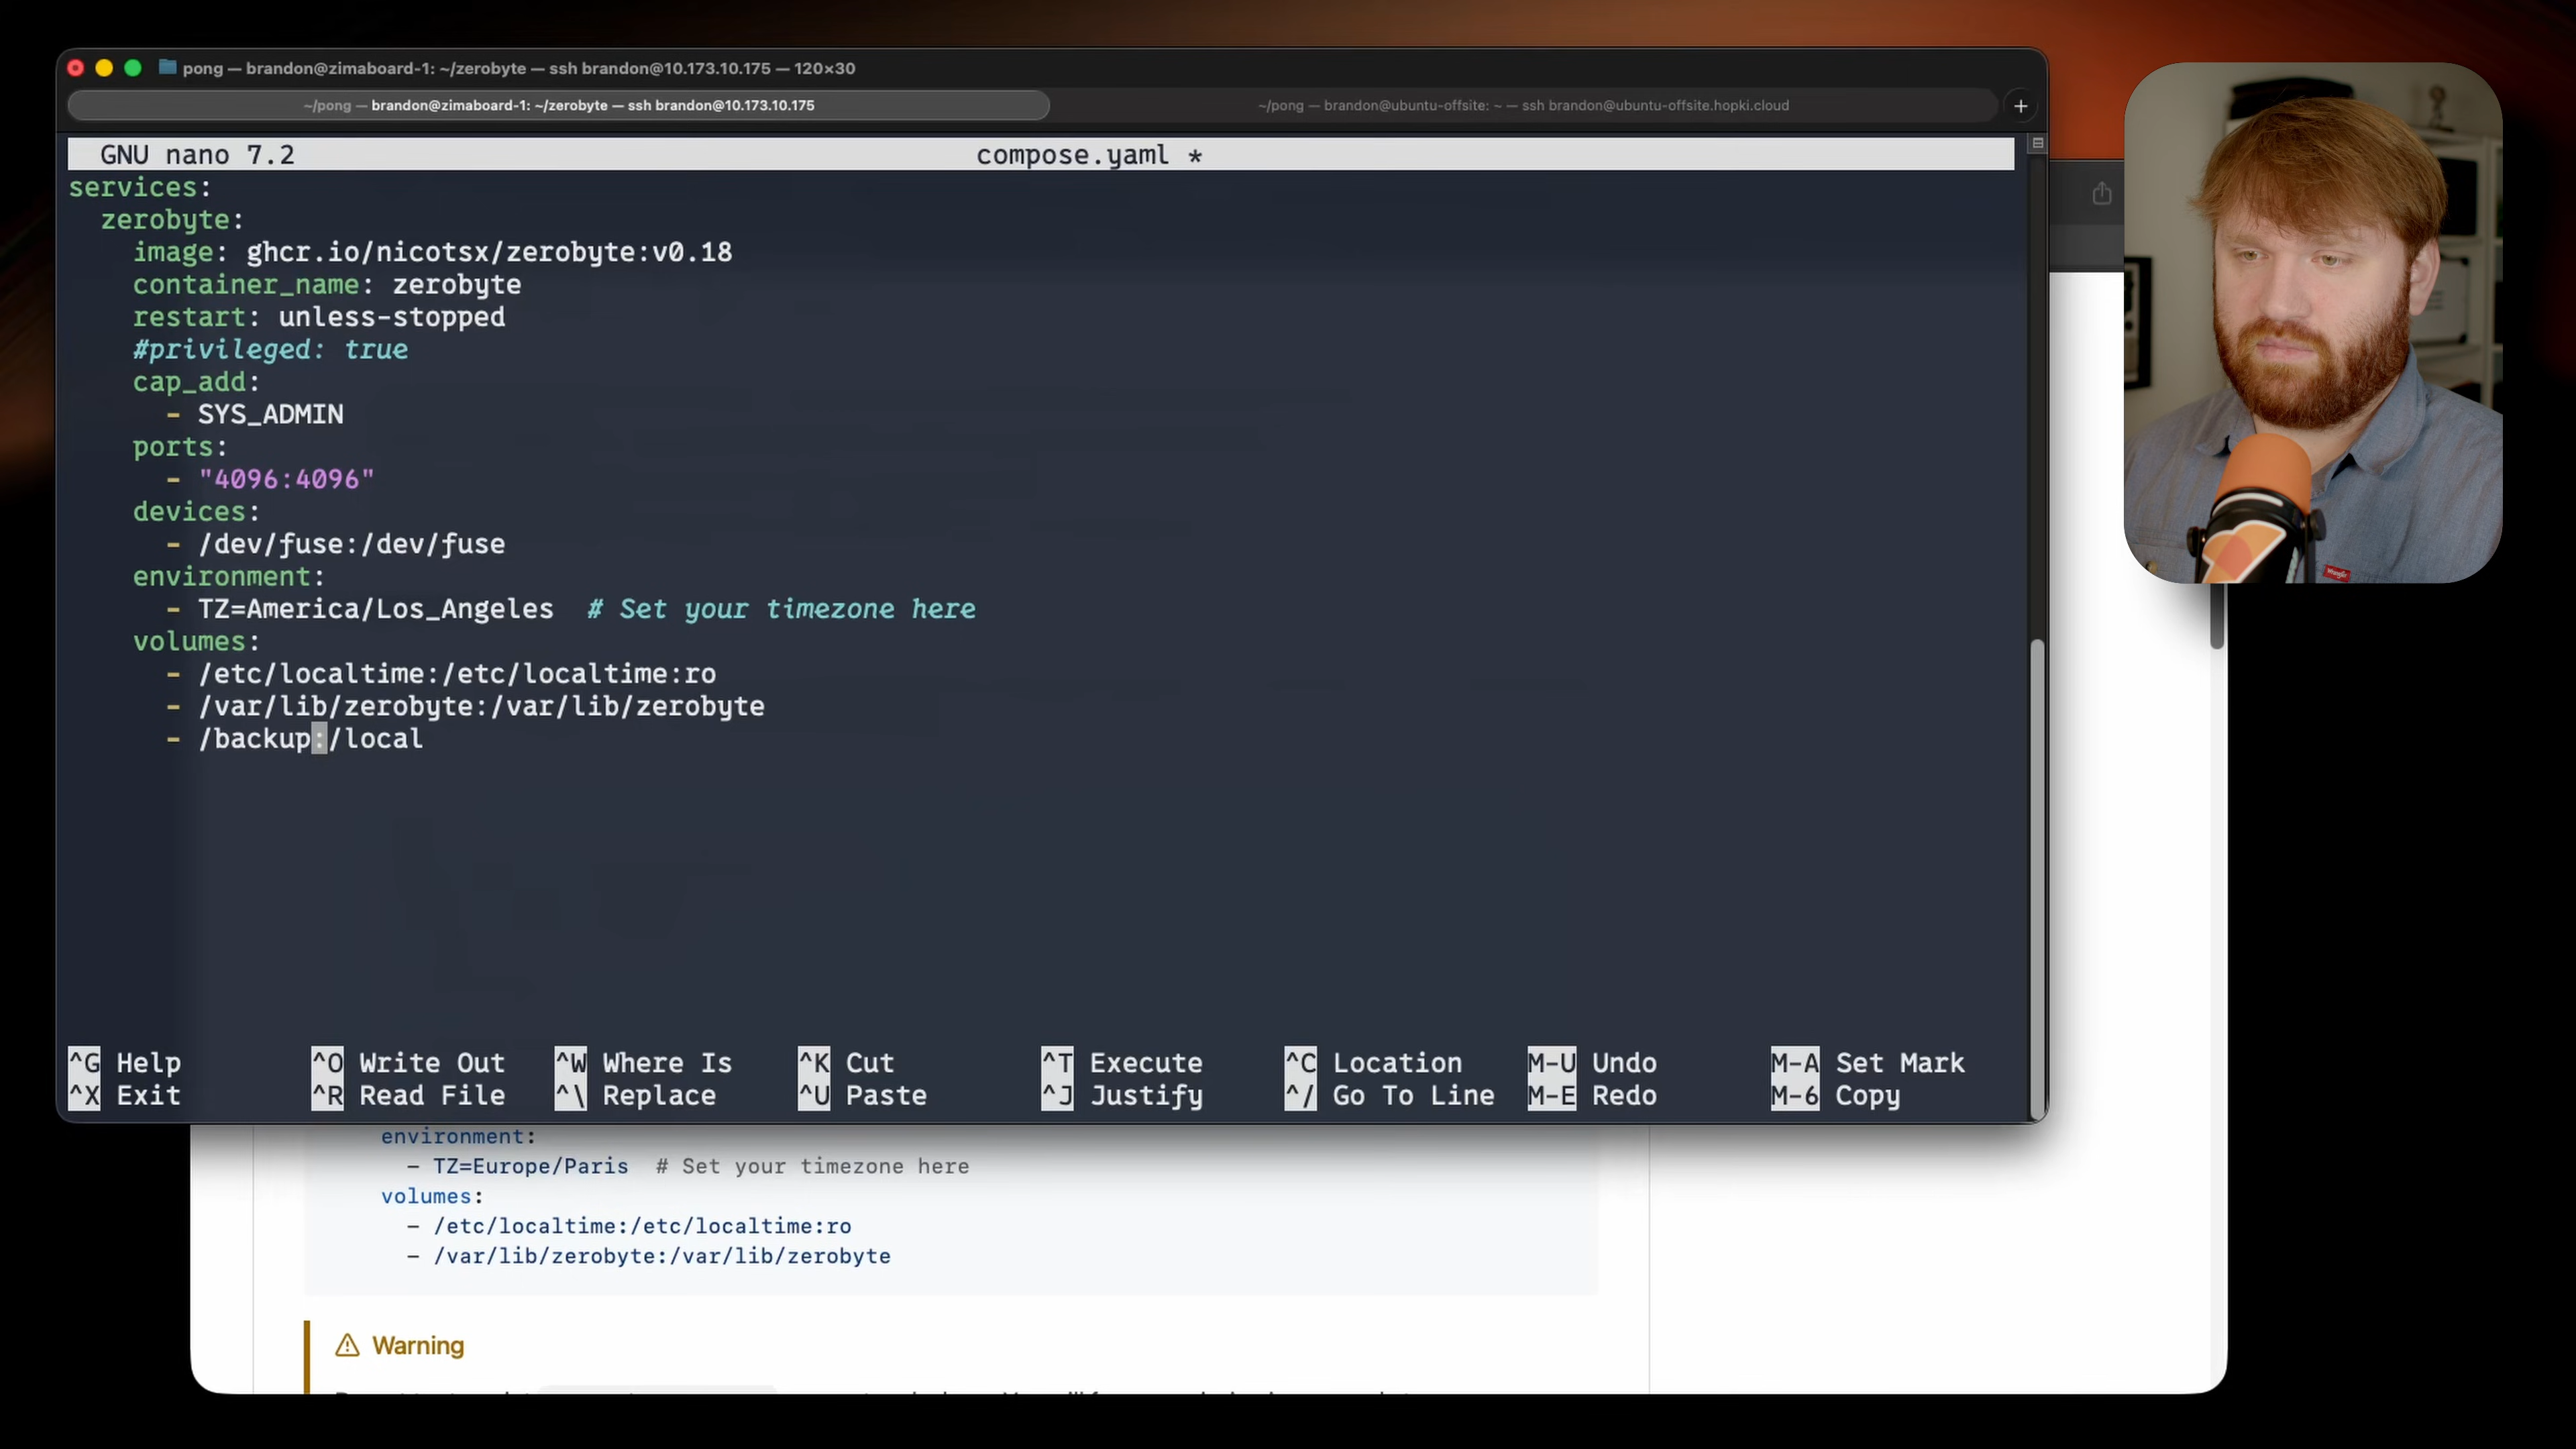 pong — brandon@zimaboard-1: ~/zerobyte — ssh brandon@10.173.10.175 — 120×30
~/pong — brandon@zimaboard-1: ~/zerobyte — ssh brandon@10.173.10.175
~/pong — brandon@ubuntu-offsite: ~ — ssh brandon@ubuntu-offsite.hopki.cloud
+
GNU nano 7.2 compose.yaml *
services:
  zerobyte:
    image: ghcr.io/nicotsx/zerobyte:v0.18
    container_name: zerobyte
    restart: unless-stopped
    #privileged: true
    cap_add:
      - SYS_ADMIN
    ports:
      - "4096:4096"
    devices:
      - /dev/fuse:/dev/fuse
    environment:
      - TZ=America/Los_Angeles  # Set your timezone here
    volumes:
      - /etc/localtime:/etc/localtime:ro
      - /var/lib/zerobyte:/var/lib/zerobyte
      - /backup:/local
^G Help ^O Write Out ^W Where Is ^K Cut ^T Execute ^C Location M-U Undo M-A Set Mark
^X Exit ^R Read File ^\ Replace ^U Paste ^J Justify ^/ Go To Line M-E Redo M-6 Copy
environment:
  - TZ=Europe/Paris  # Set your timezone here
volumes:
  - /etc/localtime:/etc/localtime:ro
  - /var/lib/zerobyte:/var/lib/zerobyte
Warning